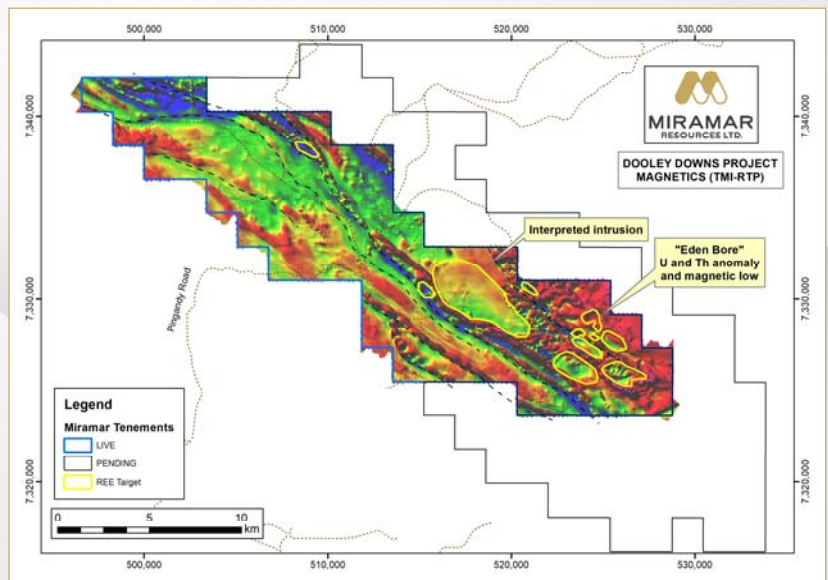 500,000
510,000
520,000
530,000
7,340,000
7,330,000
7,320,000
MIRAMAR
RESOURCES LTD.
DOOLEY DOWNS PROJECT
MAGNETICS (TMI-RTP)
Interpreted intrusion
"Eden Bore"
U and Th anomaly
and magnetic low
Pingandy Road
Legend
Miramar Tenements
LIVE
PENDING
REE Target
0 5 10
km
7,340,000
7,330,000
7,320,000
500,000
510,000
520,000
530,000